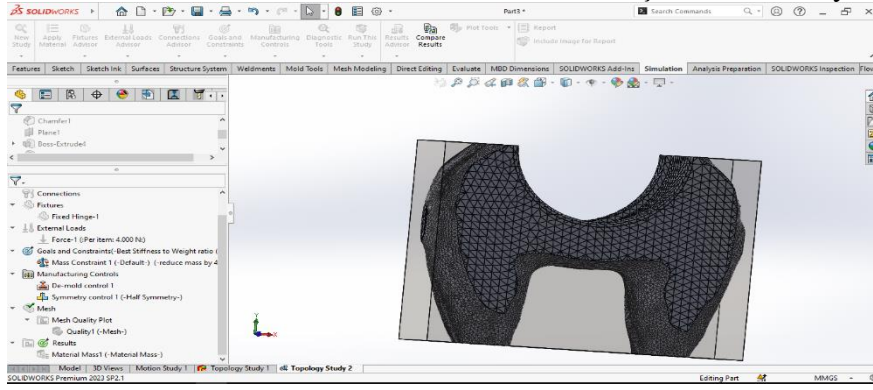 SOLIDWORKS
Part3 *
Search Commands
New Study
Apply Material
Fixtures Advisor
External Loads Advisor
Connections Advisor
Goals and Constraints
Manufacturing Controls
Diagnostic Tools
Run This Study
Results Advisor
Compare Results
Plot Tools
Report
Include Image for Report
Features Sketch Sketch Ink Surfaces Structure System Weldments Mold Tools Mesh Modeling Direct Editing Evaluate MBD Dimensions SOLIDWORKS Add-Ins Simulation Analysis Preparation SOLIDWORKS Inspection Flow
Chamfer1
Plane1
Boss-Extrude4
Connections
Fixtures
Fixed Hinge-1
External Loads
Force-1 (:Per item: 4.000 N:)
Goals and Constraints(-Best Stiffness to Weight ratio (
Mass Constraint 1 (-Default-) (-reduce mass by 4
Manufacturing Controls
De-mold control 1
Symmetry control 1 (-Half Symmetry-)
Mesh
Mesh Quality Plot
Quality1 (-Mesh-)
Results
Material Mass1 (-Material Mass-)
Y
X
Model 3D Views Motion Study 1 Topology Study 1 Topology Study 2
SOLIDWORKS Premium 2023 SP2.1
Editing Part
MMGS